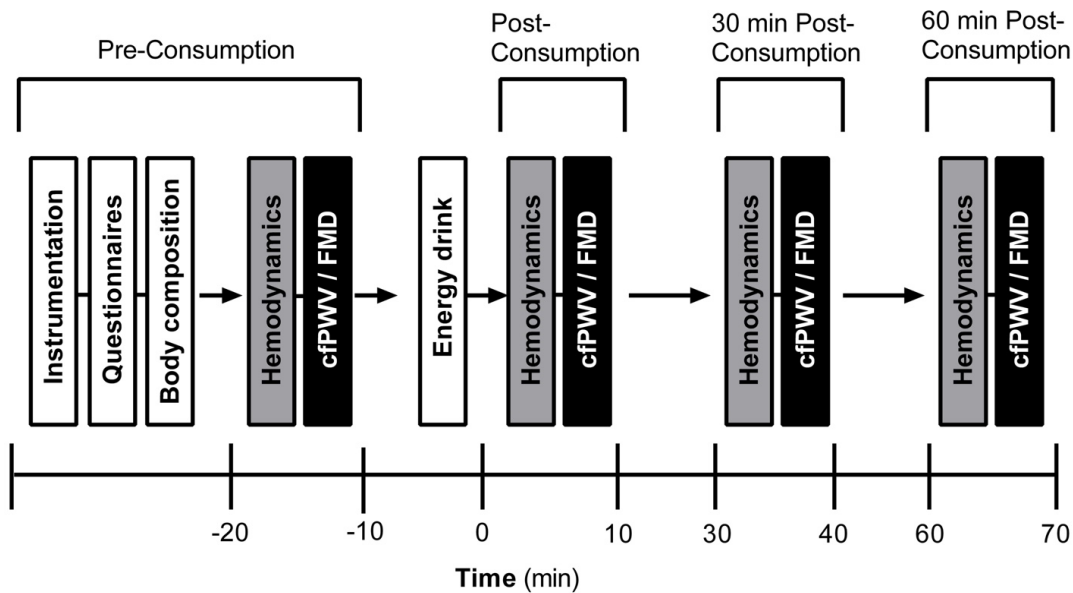 Pre-Consumption
Post-
Consumption
30 min Post-
Consumption
60 min Post-
Consumption
Instrumentation
Questionnaires
Body composition
Hemodynamics
cfPWV / FMD
Energy drink
Hemodynamics
cfPWV / FMD
Hemodynamics
cfPWV / FMD
Hemodynamics
cfPWV / FMD
-20 -10 0 10 30 40 60 70
Time (min)